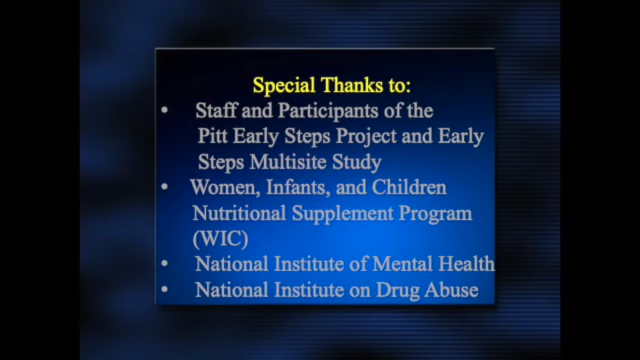 Special Thanks to:
• Staff and Participants of the
Pitt Early Steps Project and Early
Steps Multisite Study
• Women, Infants, and Children
Nutritional Supplement Program
(WIC)
• National Institute of Mental Health
• National Institute on Drug Abuse